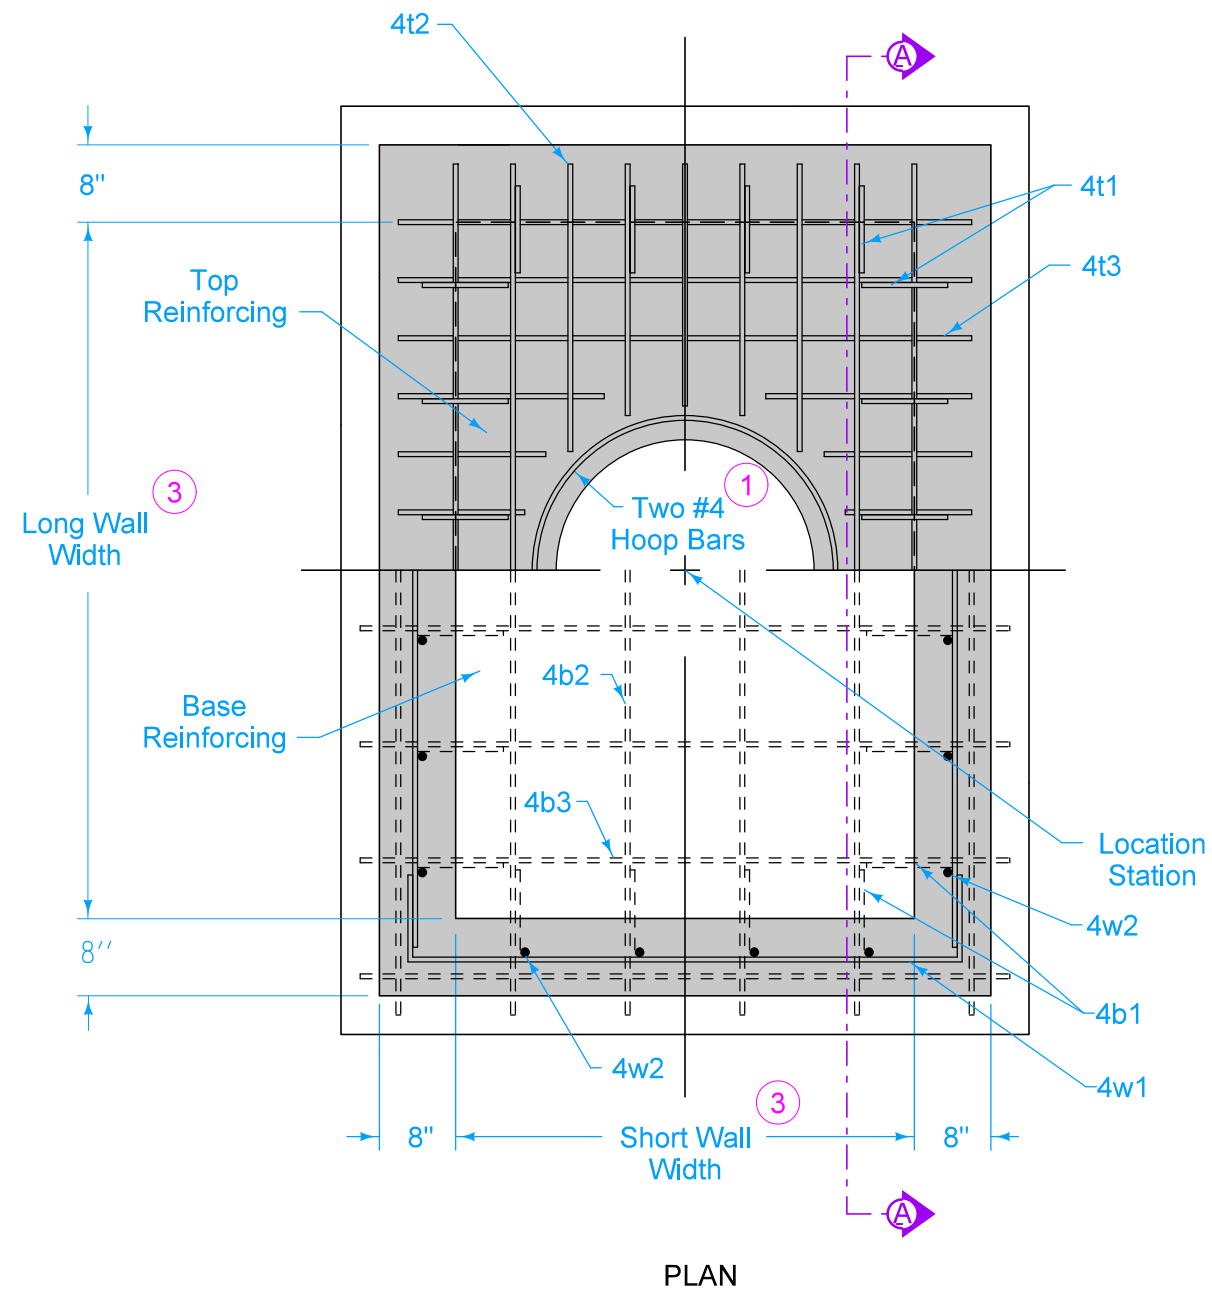 4t2
A
8"
4t1
4t3
Top
Reinforcing
3
1
Long Wall
Width
Two #4
Hoop Bars
4b2
Base
Reinforcing
4b3
Location
Station
4w2
8''
4b1
4w2
4w1
3
8"
Short Wall
Width
8"
A
PLAN